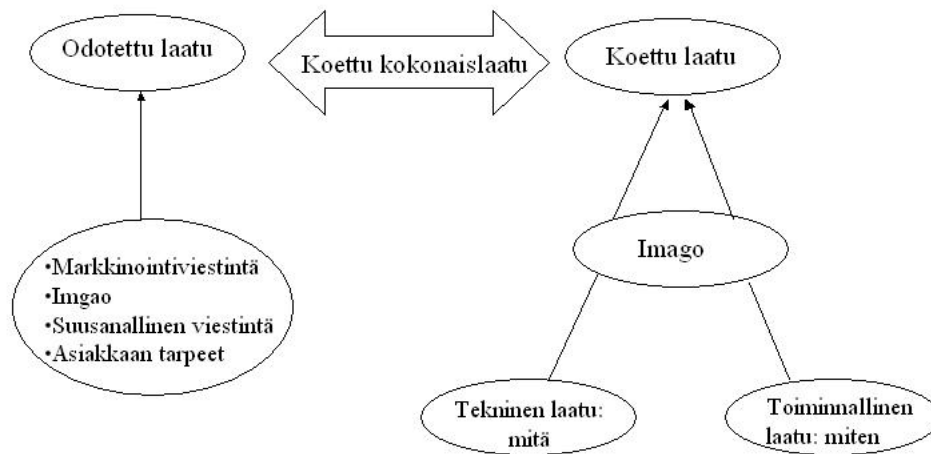 Odotettu laatu
Koettu kokonaislaatu
Koettu laatu
•Markkinointiviestintä
•Imgao
•Suusanallinen viestintä
•Asiakkaan tarpeet
Imago
Tekninen laatu:
mitä
Toiminnallinen
laatu: miten